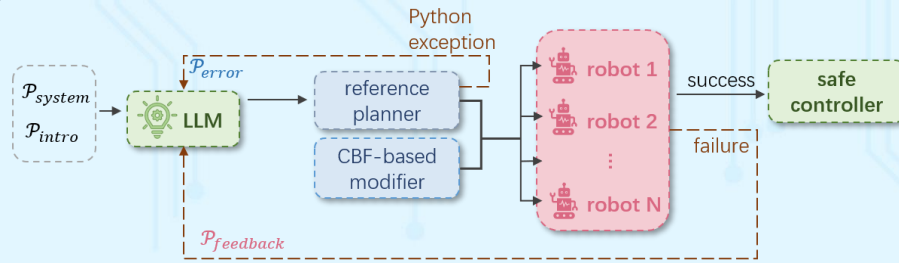 Python
exception
𝒫error
𝒫system
𝒫intro
LLM
reference
planner
CBF-based
modifier
robot 1
robot 2
⋮
robot N
success
safe
controller
failure
𝒫feedback